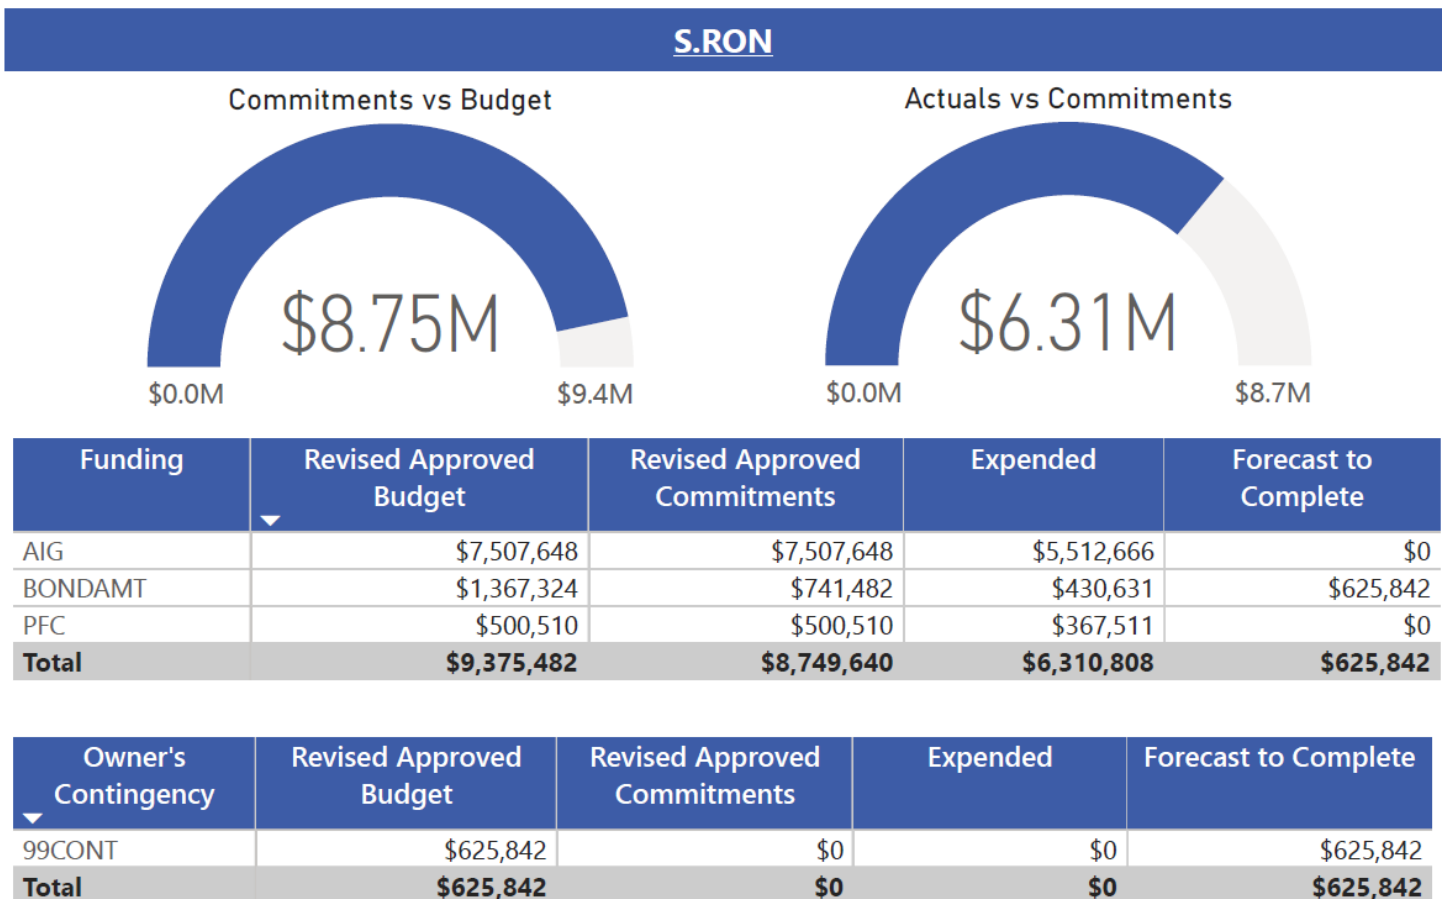 S.RON
Commitments vs Budget
Actuals vs Commitments
$8.75M
$0.0M
$9.4M
$6.31M
$0.0M
$8.7M
Funding Revised Approved Budget Revised Approved Commitments Expended Forecast to Complete
AIG $7,507,648 $7,507,648 $5,512,666 $0
BONDAMT $1,367,324 $741,482 $430,631 $625,842
PFC $500,510 $500,510 $367,511 $0
Total $9,375,482 $8,749,640 $6,310,808 $625,842
Owner's Contingency Revised Approved Budget Revised Approved Commitments Expended Forecast to Complete
99CONT $625,842 $0 $0 $625,842
Total $625,842 $0 $0 $625,842